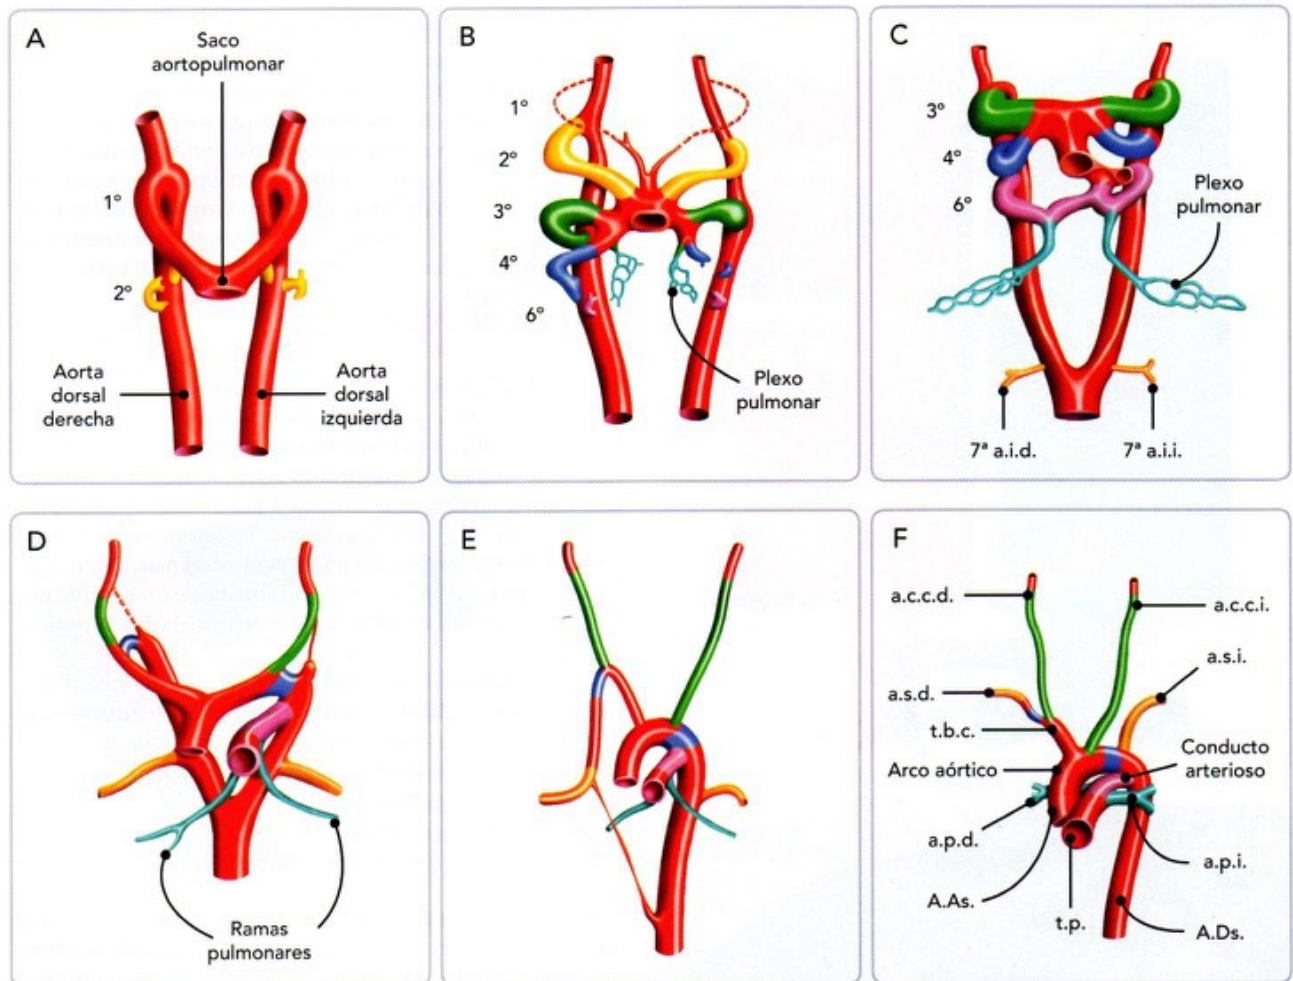 A
Saco
aortopulmonar
1º
2º
Aorta
dorsal
derecha
Aorta
dorsal
izquierda
B
1º
2º
3º
4º
6º
Plexo
pulmonar
C
3º
4º
6º
Plexo
pulmonar
7ª a.i.d.
7ª a.i.i.
D
Ramas
pulmonares
E
F
a.c.c.d.
a.c.c.i.
a.s.i.
a.s.d.
t.b.c.
Conducto
arterioso
Arco aórtico
a.p.d.
a.p.i.
A.As.
t.p.
A.Ds.